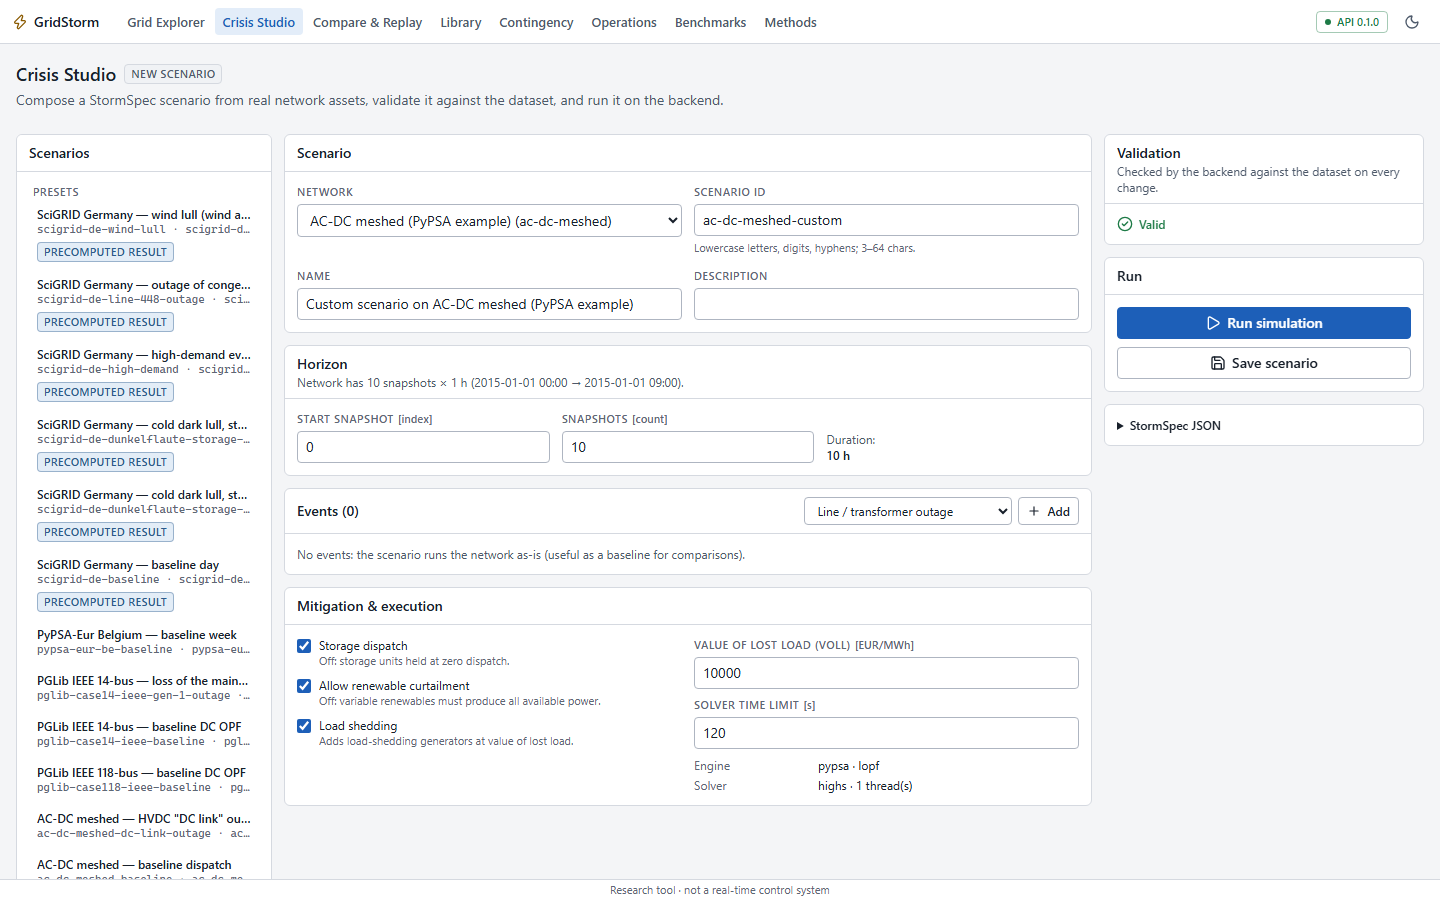 GridStorm
Grid Explorer
Crisis Studio
Compare & Replay
Library
Contingency
Operations
Benchmarks
Methods
API 0.1.0
Crisis Studio
NEW SCENARIO
Compose a StormSpec scenario from real network assets, validate it against the dataset, and run it on the backend.
Scenarios
PRESETS
SciGRID Germany — wind lull (wind a...
scigrid-de-wind-lull · scigrid-d...
PRECOMPUTED RESULT
SciGRID Germany — outage of conge...
scigrid-de-line-448-outage · sci...
PRECOMPUTED RESULT
SciGRID Germany — high-demand ev...
scigrid-de-high-demand · scigrid...
PRECOMPUTED RESULT
SciGRID Germany — cold dark lull, st...
scigrid-de-dunkelflaute-storage-...
PRECOMPUTED RESULT
SciGRID Germany — cold dark lull, st...
scigrid-de-dunkelflaute-storage-...
PRECOMPUTED RESULT
SciGRID Germany — baseline day
scigrid-de-baseline · scigrid-de...
PRECOMPUTED RESULT
PyPSA-Eur Belgium — baseline week
pypsa-eur-be-baseline · pypsa-eu...
PGLib IEEE 14-bus — loss of the main...
pglib-case14-ieee-gen-1-outage ·...
PGLib IEEE 14-bus — baseline DC OPF
pglib-case14-ieee-baseline · pgl...
PGLib IEEE 118-bus — baseline DC OPF
pglib-case118-ieee-baseline · pg...
AC-DC meshed — HVDC "DC link" ou...
ac-dc-meshed-dc-link-outage · ac...
AC-DC meshed — baseline dispatch
ac-dc-meshed-baseline · ac-dc-me...
Scenario
NETWORK
AC-DC meshed (PyPSA example) (ac-dc-meshed)
SCENARIO ID
ac-dc-meshed-custom
Lowercase letters, digits, hyphens; 3–64 chars.
NAME
Custom scenario on AC-DC meshed (PyPSA example)
DESCRIPTION
Horizon
Network has 10 snapshots × 1 h (2015-01-01 00:00 → 2015-01-01 09:00).
START SNAPSHOT [index]
0
SNAPSHOTS [count]
10
Duration:
10 h
Events (0)
Line / transformer outage
Add
No events: the scenario runs the network as-is (useful as a baseline for comparisons).
Mitigation & execution
Storage dispatch
Off: storage units held at zero dispatch.
Allow renewable curtailment
Off: variable renewables must produce all available power.
Load shedding
Adds load-shedding generators at value of lost load.
VALUE OF LOST LOAD (VOLL) [EUR/MWh]
10000
SOLVER TIME LIMIT [s]
120
Engine pypsa · lopf
Solver highs · 1 thread(s)
Validation
Checked by the backend against the dataset on every
change.
Valid
Run
Run simulation
Save scenario
StormSpec JSON
Research tool · not a real-time control system